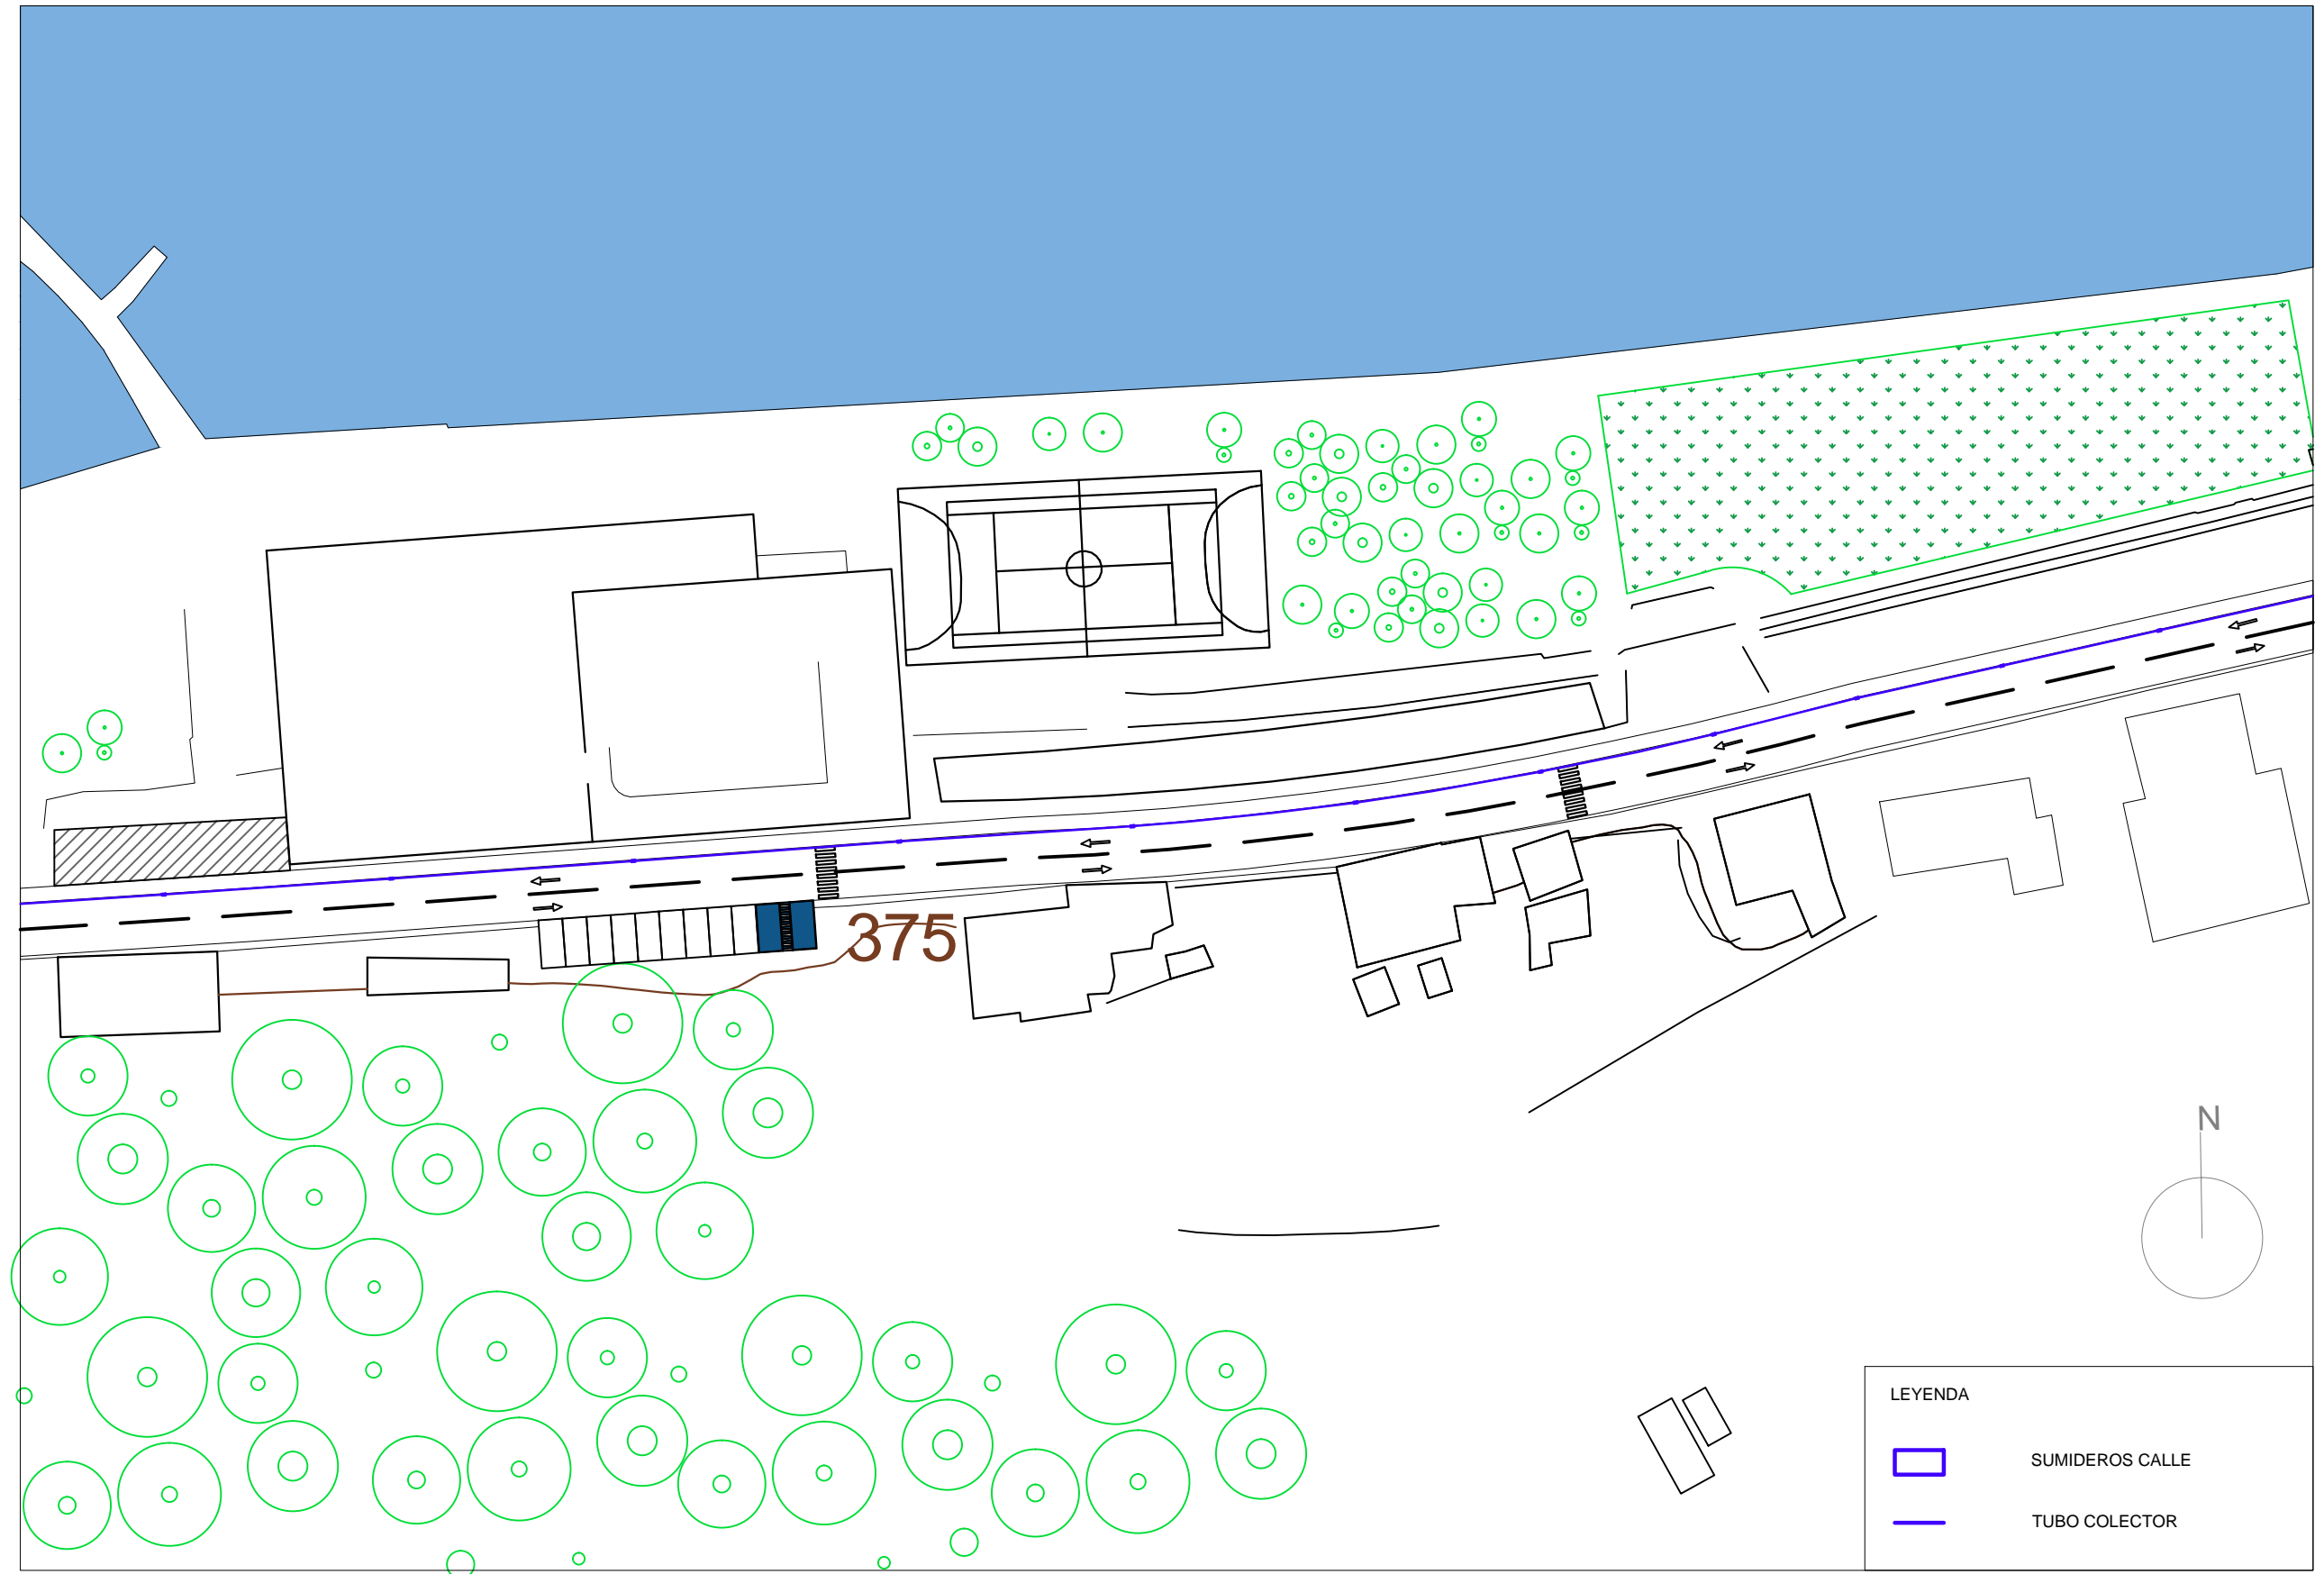 375
N
LEYENDA
SUMIDEROS CALLE
TUBO COLECTOR